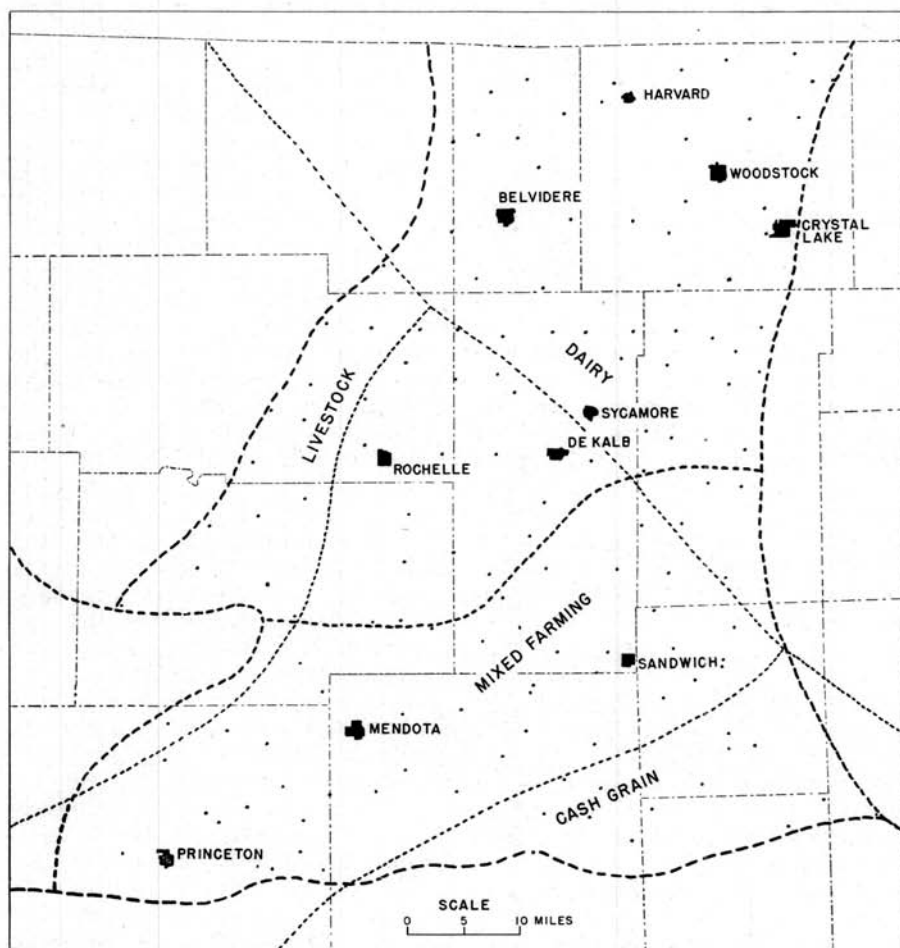 HARVARD
WOODSTOCK
BELVIDERE
CRYSTAL
LAKE
DAIRY
LIVESTOCK
SYCAMORE
DE KALB
ROCHELLE
MIXED FARMING
SANDWICH
MENDOTA
CASH GRAIN
PRINCETON
SCALE
0 5 10 MILES